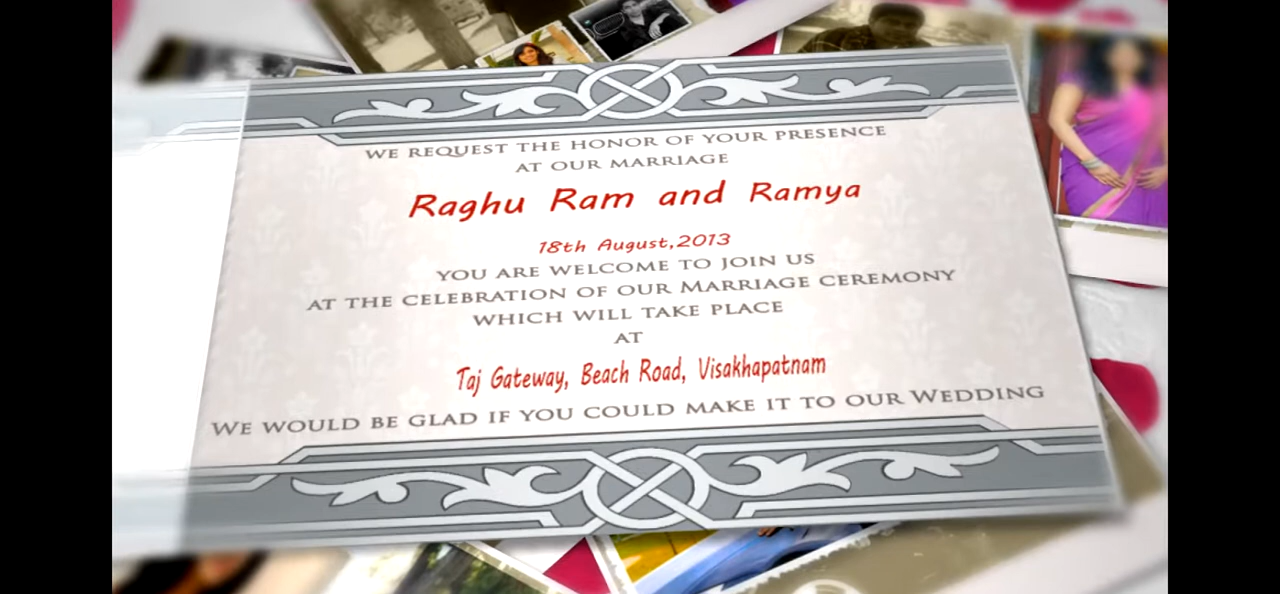 WE REQUEST THE HONOR OF YOUR PRESENCE
AT OUR MARRIAGE
Raghu Ram and Ramya
18th August,2013
YOU ARE WELCOME TO JOIN US
AT THE CELEBRATION OF OUR MARRIAGE CEREMONY
WHICH WILL TAKE PLACE
AT
Taj Gateway, Beach Road, Visakhapatnam
WE WOULD BE GLAD IF YOU COULD MAKE IT TO OUR WEDDING